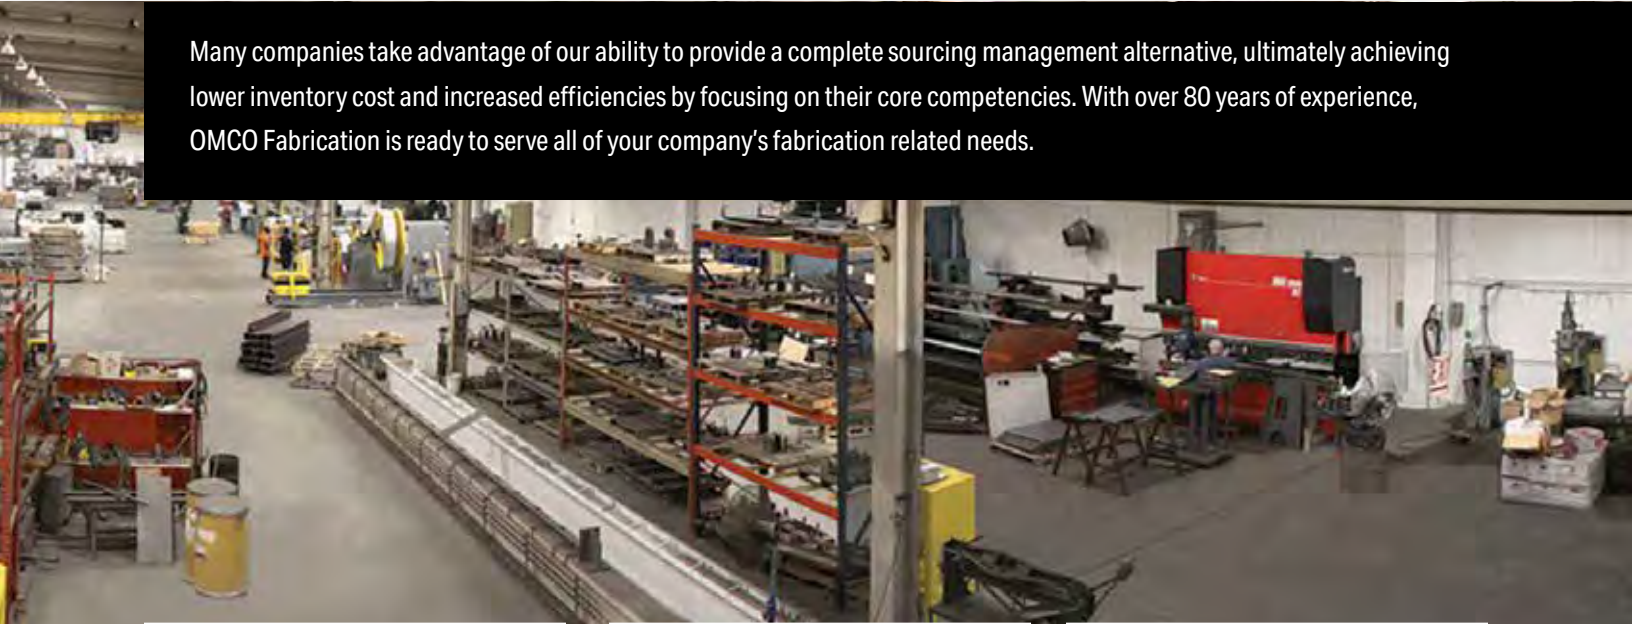 Many companies take advantage of our ability to provide a complete sourcing management alternative, ultimately achieving
lower inventory cost and increased efficiencies by focusing on their core competencies. With over 80 years of experience,
OMCO Fabrication is ready to serve all of your company's fabrication related needs.